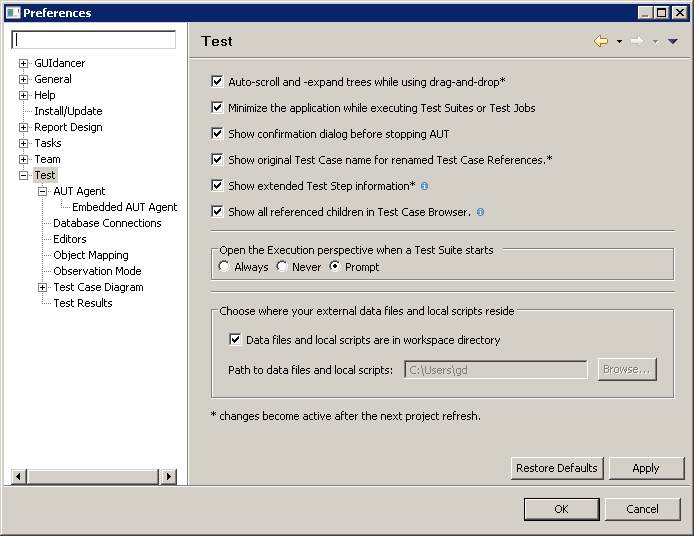 Preferences
GUIdancer
General
Help
Install/Update
Report Design
Tasks
Team
Test
AUT Agent
Embedded AUT Agent
Database Connections
Editors
Object Mapping
Observation Mode
Test Case Diagram
Test Results
Test
Auto-scroll and -expand trees while using drag-and-drop*
Minimize the application while executing Test Suites or Test Jobs
Show confirmation dialog before stopping AUT
Show original Test Case name for renamed Test Case References.*
Show extended Test Step information*
Show all referenced children in Test Case Browser.
Open the Execution perspective when a Test Suite starts
Always Never Prompt
Choose where your external data files and local scripts reside
Data files and local scripts are in workspace directory
Path to data files and local scripts: C:\Users\gd Browse...
* changes become active after the next project refresh.
Restore Defaults Apply
OK Cancel